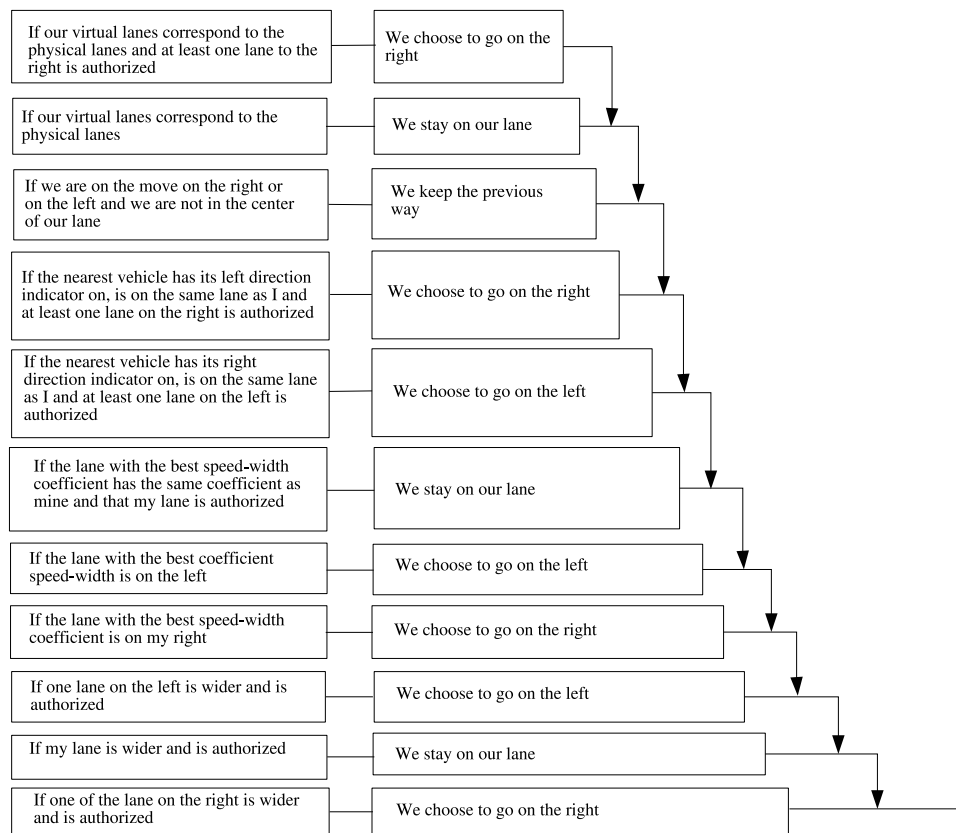 If our virtual lanes correspond to the
physical lanes and at least one lane to the
right is authorized
We choose to go on the
right
If our virtual lanes correspond to the
physical lanes
We stay on our lane
If we are on the move on the right or
on the left and we are not in the center
of our lane
We keep the previous
way
If the nearest vehicle has its left direction
indicator on, is on the same lane as I and
at least one lane on the right is authorized
We choose to go on the right
If the nearest vehicle has its right
direction indicator on, is on the same lane
as I and at least one lane on the left is
authorized
We choose to go on the left
If the lane with the best speed-width
coefficient has the same coefficient as
mine and that my lane is authorized
We stay on our lane
If the lane with the best coefficient
speed-width is on the left
We choose to go on the left
If the lane with the best speed-width
coefficient is on my right
We choose to go on the right
If one lane on the left is wider and is
authorized
We choose to go on the left
If my lane is wider and is authorized
We stay on our lane
If one of the lane on the right is wider
and is authorized
We choose to go on the right